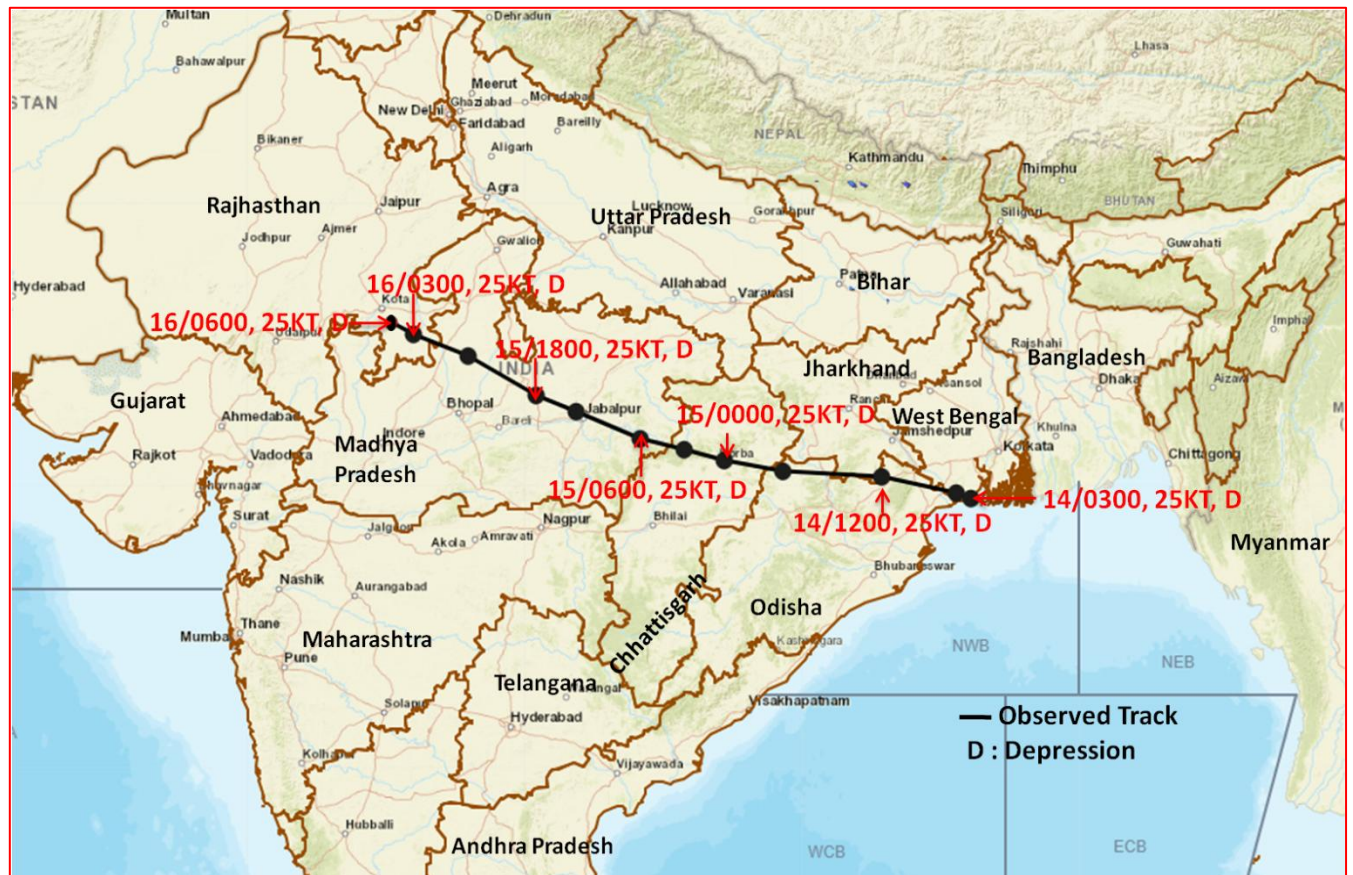 Multan
Dehradun
Lhasa
Bahawalpur
Meerut
STAN
New Delhi
Ghaziabad
Moradabad
Faridabad
Bareilly
Bikaner
Aligarh
NEPAL
Kathmandu
Thimphu
BHUTAN
Agra
Rajhasthan
Jaipur
Lucknow
Uttar Pradesh
Gorakhpur
Siliguri
Jodhpur
Ajmer
Gwalior
Kanpur
Guwahati
Hyderabad
16/0300, 25KT, D
Allahabad
Varanasi
Patna
Bihar
Kota
16/0600, 25KT, D
Udaipur
Imphal
15/1800, 25KT, D
INDIA
Jharkhand
Rajshahi
Bangladesh
Dhanbad
Asansol
Dhaka
Aizawl
Gujarat
Ahmedabad
Bhopal
Bareli
Jabalpur
15/0000, 25KT, D
Ranchi
West Bengal
Jamshedpur
Khulna
Kolkata
Indore
Madhya
Pradesh
Korba
Rajkot
Vadodara
Chittagong
Bhavnagar
15/0600, 25KT, D
14/0300, 25KT, D
Surat
Jalgaon
Nagpur
Bhilai
14/1200, 25KT, D
Akola
Amravati
Myanmar
Nashik
Aurangabad
Bhubaneswar
Chhattisgarh
Odisha
Mumbai
Thane
Maharashtra
Pune
NWB
NEB
Telangana
Warangal
Solapur
Visakhapatnam
Hyderabad
Observed Track
D : Depression
Kolhapur
Vijayawada
Hubballi
Andhra Pradesh
WCB
ECB